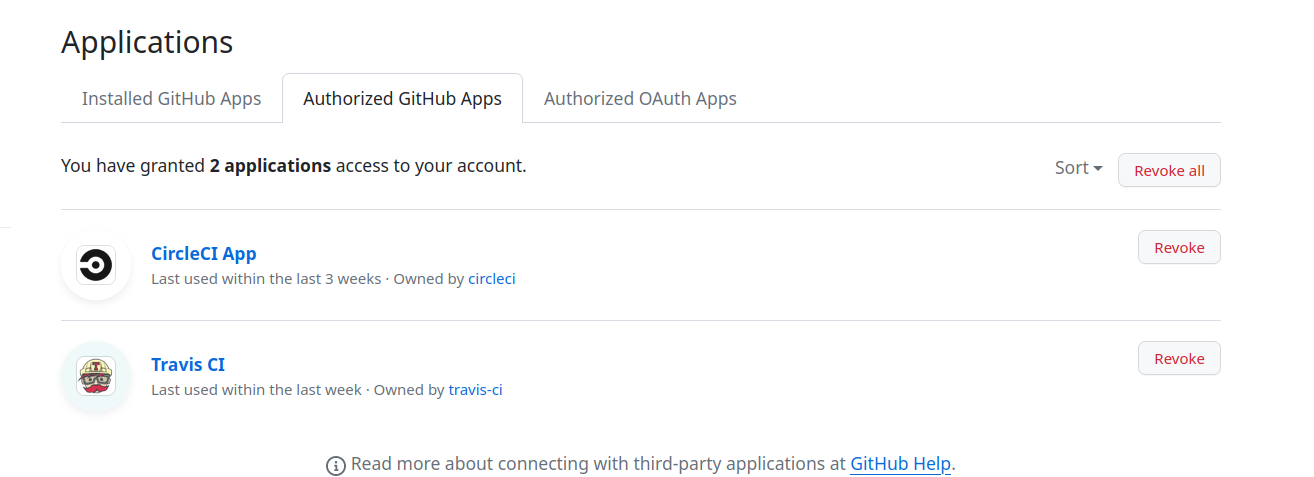 Applications
Installed GitHub Apps Authorized GitHub Apps Authorized OAuth Apps
You have granted 2 applications access to your account. Sort Revoke all
CircleCI App Revoke
Last used within the last 3 weeks · Owned by circleci
Travis CI Revoke
Last used within the last week · Owned by travis-ci
Read more about connecting with third-party applications at GitHub Help.